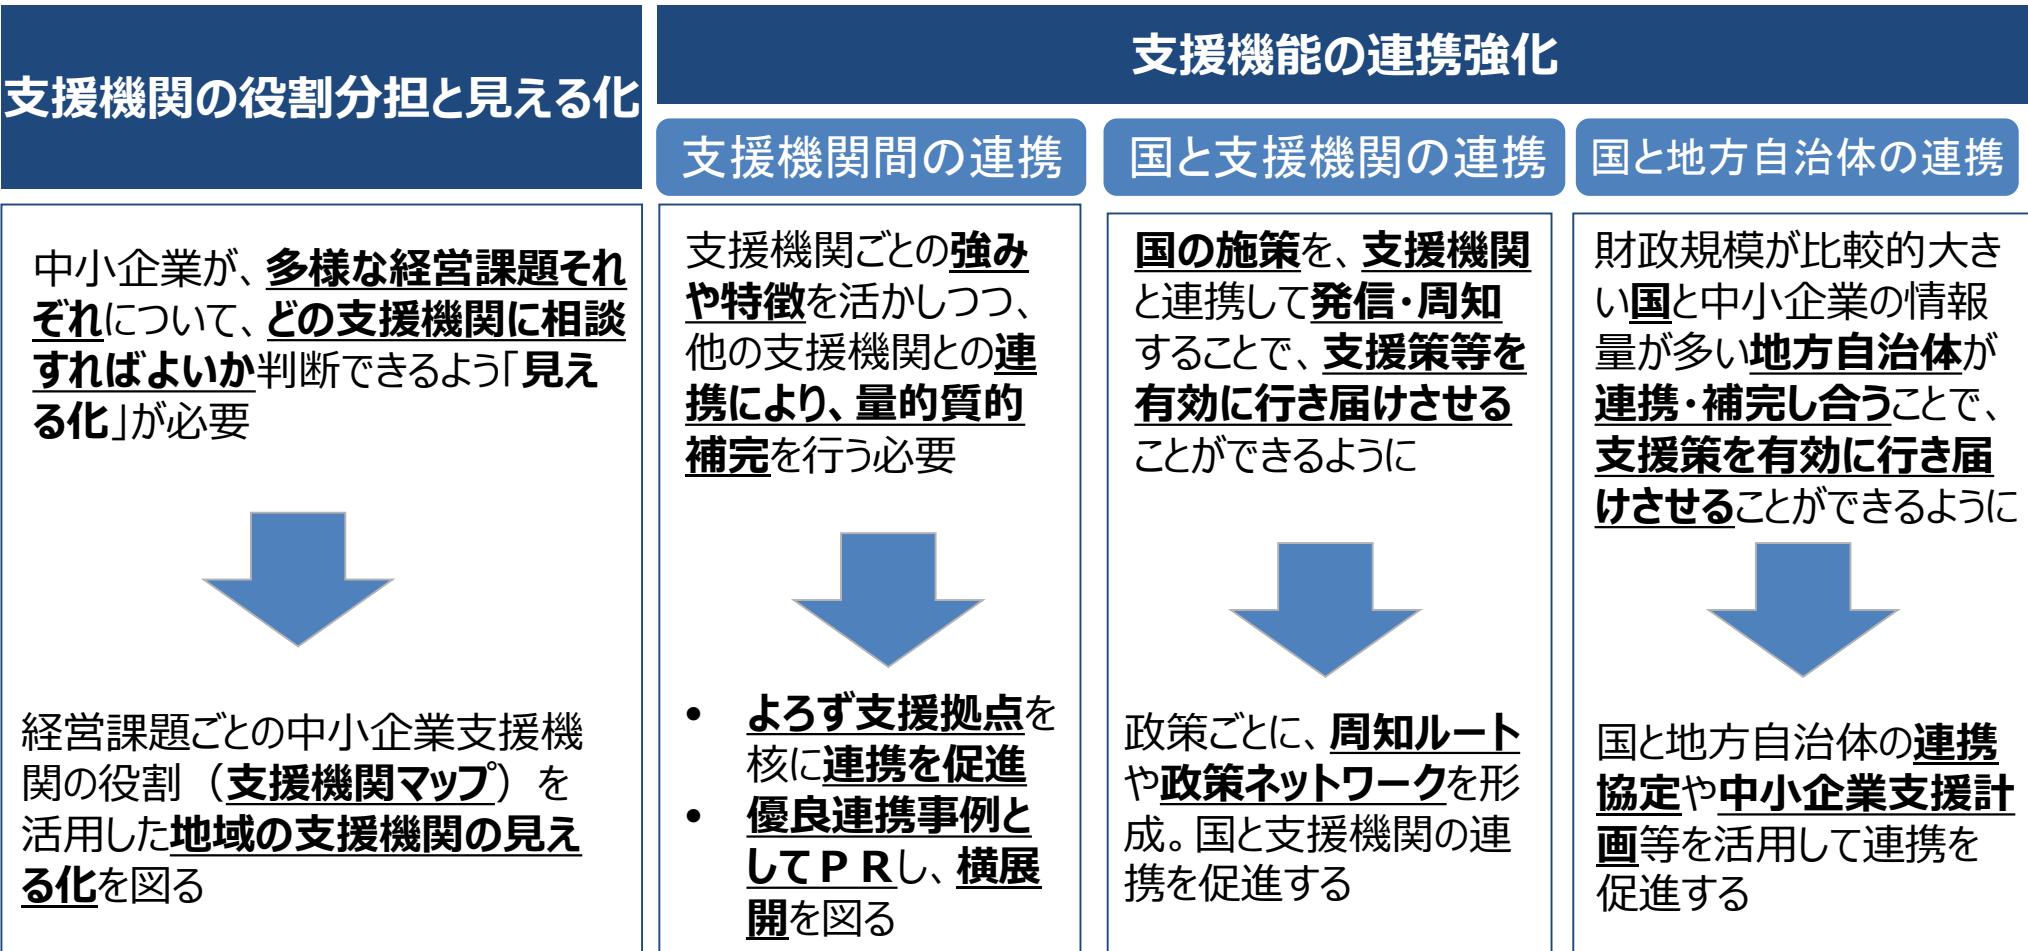 支援機関の役割分担と見える化
中小企業が、多様な経営課題それ
ぞれについて、どの支援機関に相談
すればよいか判断できるよう「見え
る化」が必要
経営課題ごとの中小企業支援機
関の役割（支援機関マップ）を
活用した地域の支援機関の見え
る化を図る
支援機能の連携強化
支援機関間の連携
支援機関ごとの強み
や特徴を活かしつつ、
他の支援機関との連
携により、量的質的
補完を行う必要
• よろず支援拠点を
核に連携を促進
• 優良連携事例と
してＰＲし、横展
開を図る
国と支援機関の連携
国の施策を、支援機関
と連携して発信・周知
することで、支援策等を
有効に行き届けさせる
ことができるように
政策ごとに、周知ルート
や政策ネットワークを形
成。国と支援機関の連
携を促進する
国と地方自治体の連携
財政規模が比較的大き
い国と中小企業の情報
量が多い地方自治体が
連携・補完し合うことで、
支援策を有効に行き届
けさせることができるように
国と地方自治体の連携
協定や中小企業支援計
画等を活用して連携を
促進する